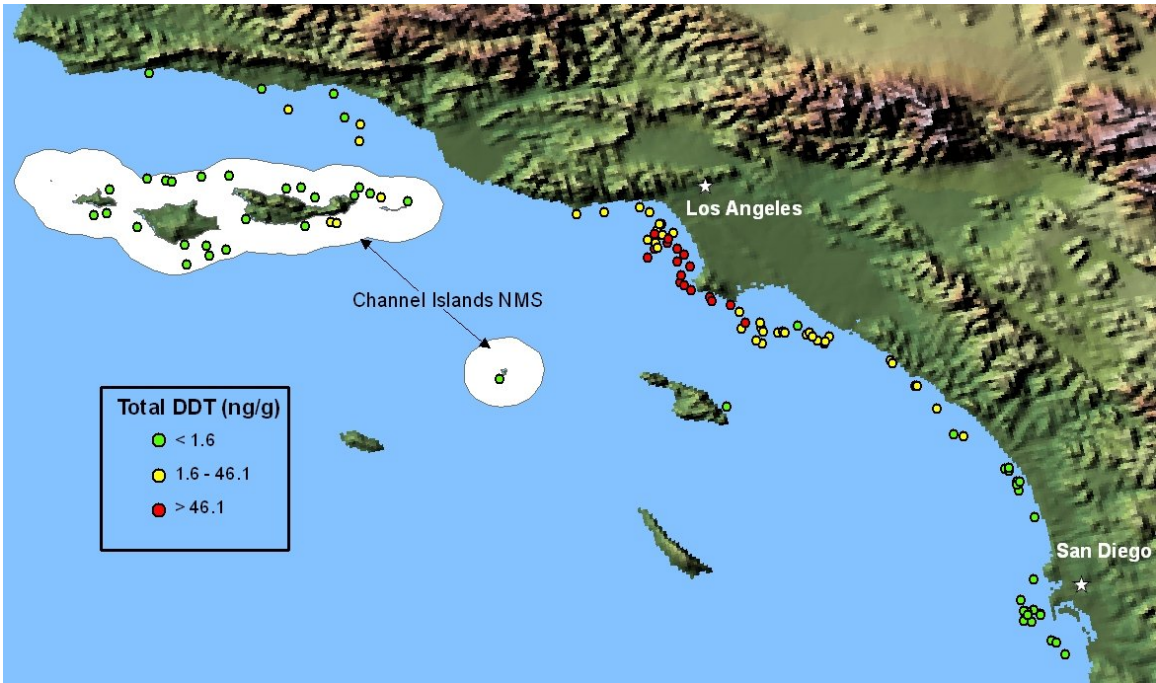 Los Angeles
Channel Islands NMS
Total DDT (ng/g)
< 1.6
1.6 - 46.1
> 46.1
San Diego